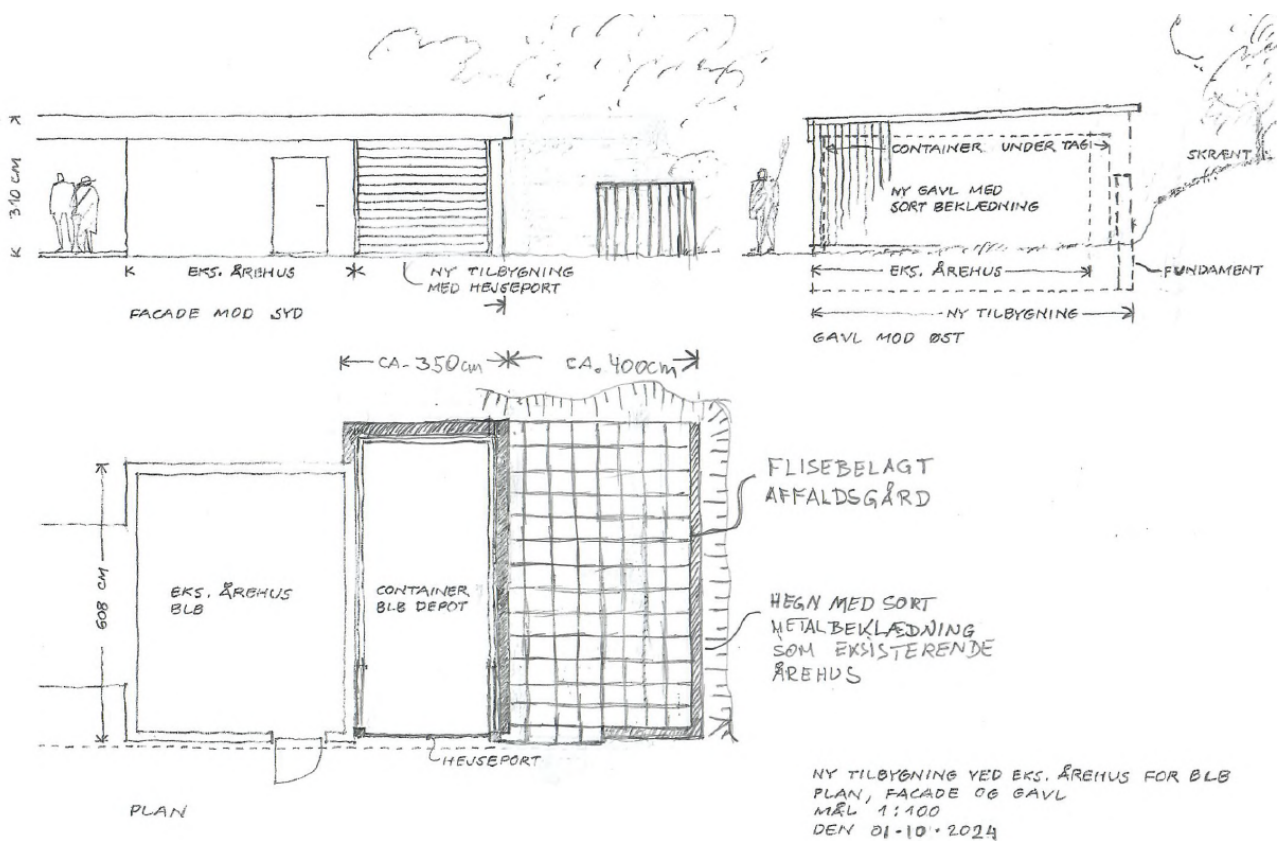 310 CM
EKS. ÅREHUS
NY TILBYGNING
MED HEJSEPORT
FACADE MOD SYD
CONTAINER UNDER TAG
NY GAVL MED
SORT BEKLÆDNING
SKRÆNT
EKS. ÅREHUS
FUNDAMENT
NY TILBYGNING
GAVL MOD ØST
CA. 350cm
CA. 400cm
608 CM
EKS. ÅREHUS
BLB
CONTAINER
BLB DEPOT
FLISEBELAGT
AFFALDSGÅRD
HEGN MED SORT
METALBEKLÆDNING
SOM EKSISTERENDE
ÅREHUS
HEJSEPORT
PLAN
NY TILBYGNING VED EKS. ÅREHUS FOR BLB
PLAN, FACADE OG GAVL
MÅL 1:100
DEN 01-10-2024